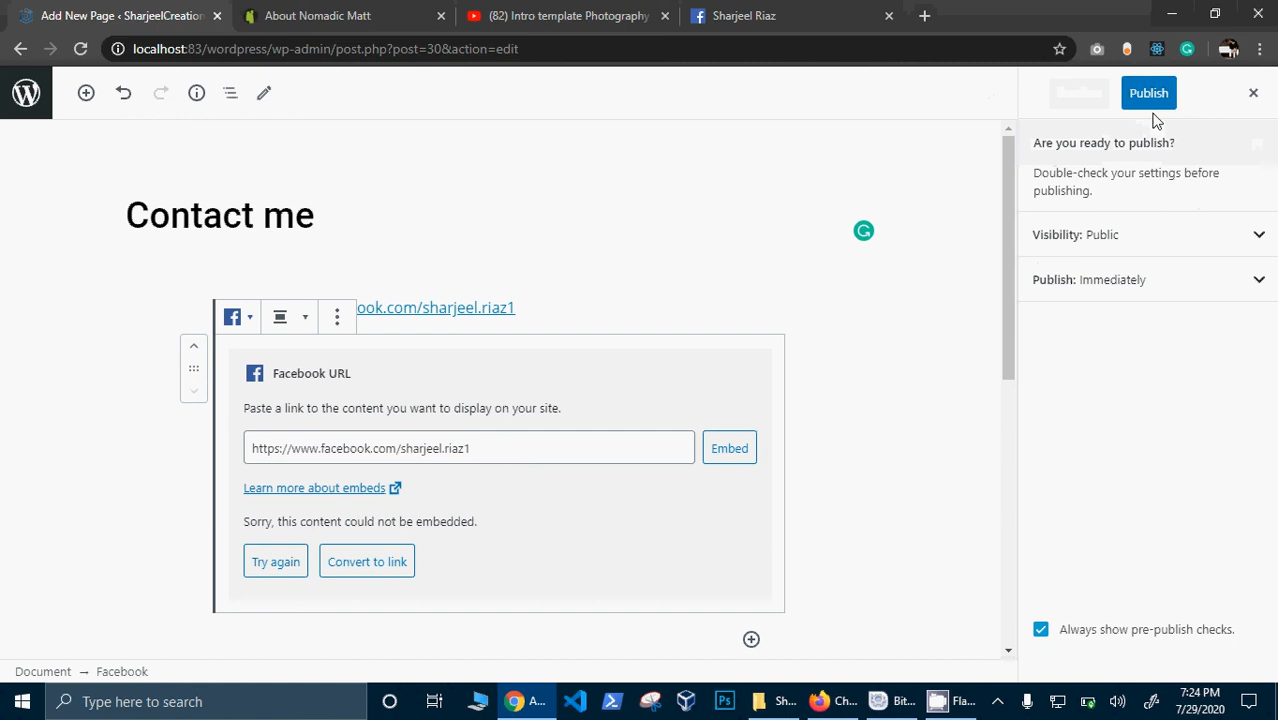 Add New Page ‹ SharjeelCreation
About Nomadic Matt
(82) Intro template Photography
Sharjeel Riaz
localhost:83/wordpress/wp-admin/post.php?post=30&action=edit
Publish
Are you ready to publish?
Double-check your settings before
publishing.
Visibility: Public
Publish: Immediately
Contact me
ook.com/sharjeel.riaz1
Facebook URL
Paste a link to the content you want to display on your site.
https://www.facebook.com/sharjeel.riaz1
Embed
Learn more about embeds
Sorry, this content could not be embedded.
Try again
Convert to link
Always show pre-publish checks.
Document → Facebook
Type here to search
A...
Sh...
Ch...
Bit...
Fla...
7:24 PM
7/29/2020